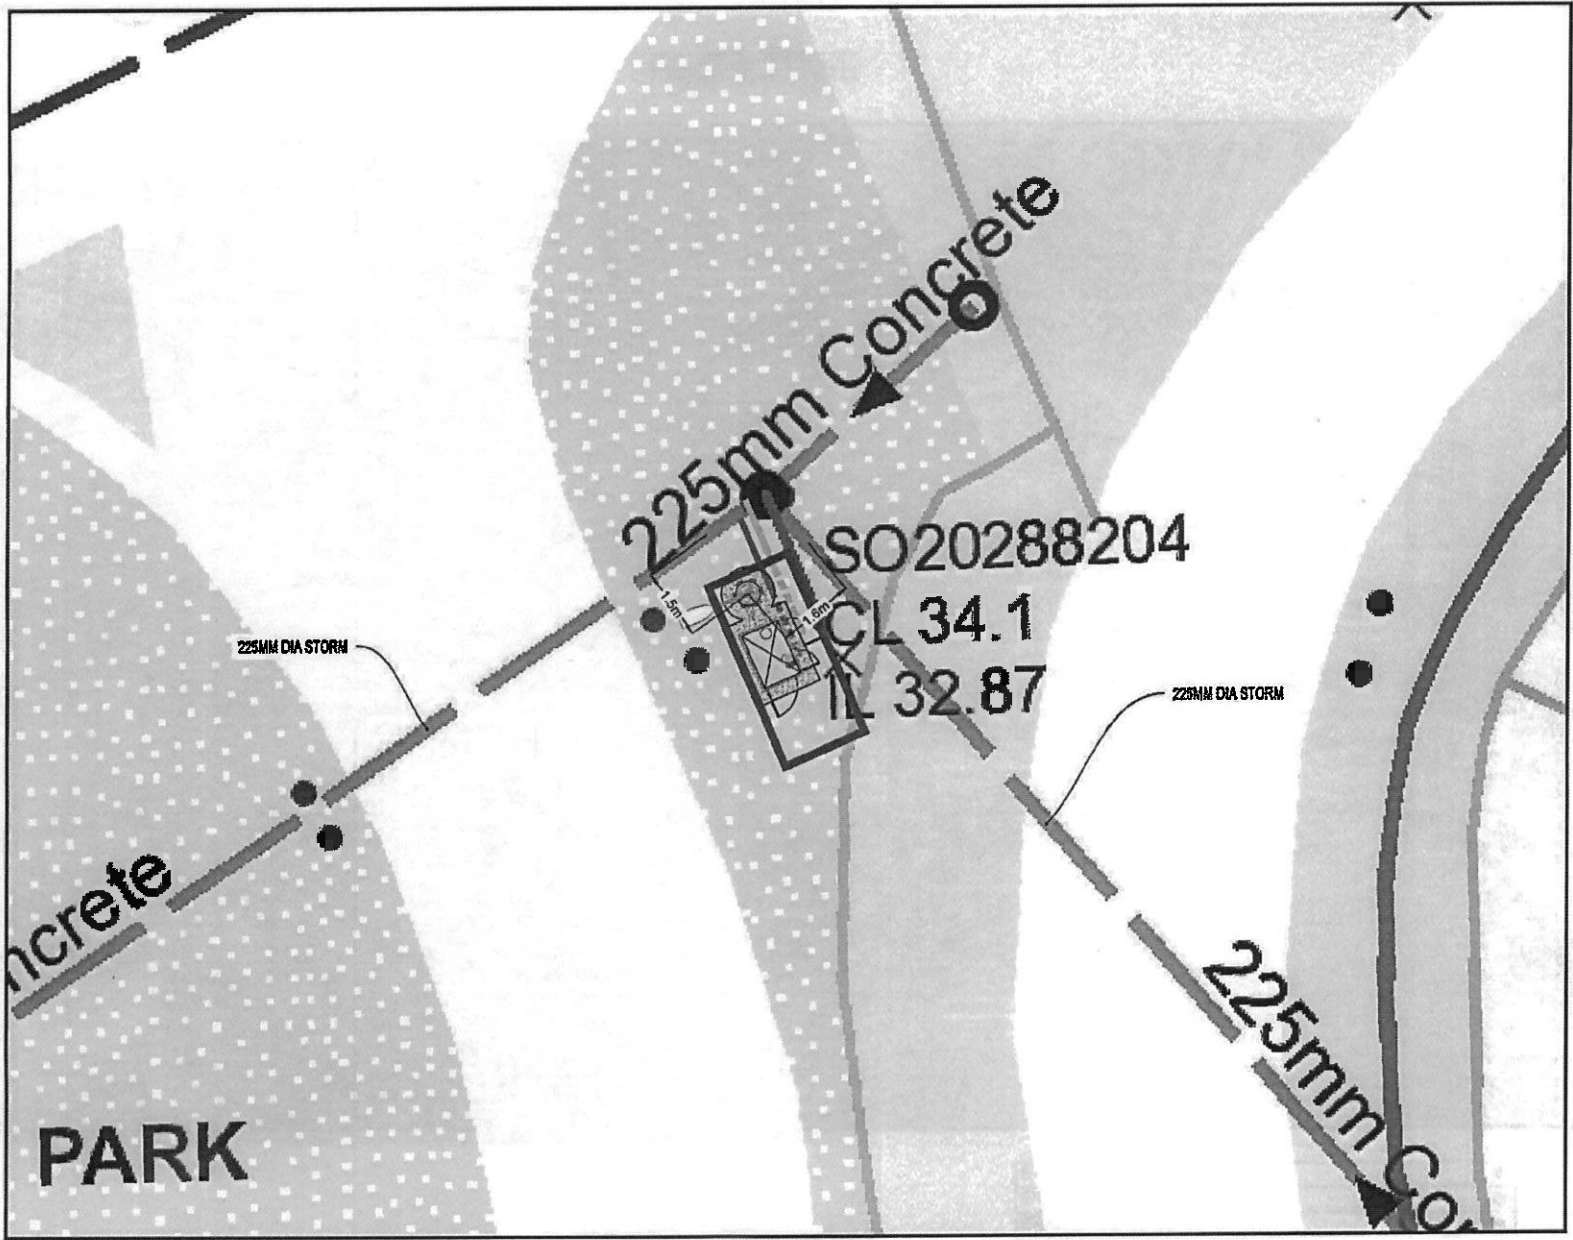 225mm Concrete
SO20288204
CL 34.1
IL 32.87
1.5m
1.6m
225MM DIA STORM
225MM DIA STORM
ncrete
225mm Cor
PARK